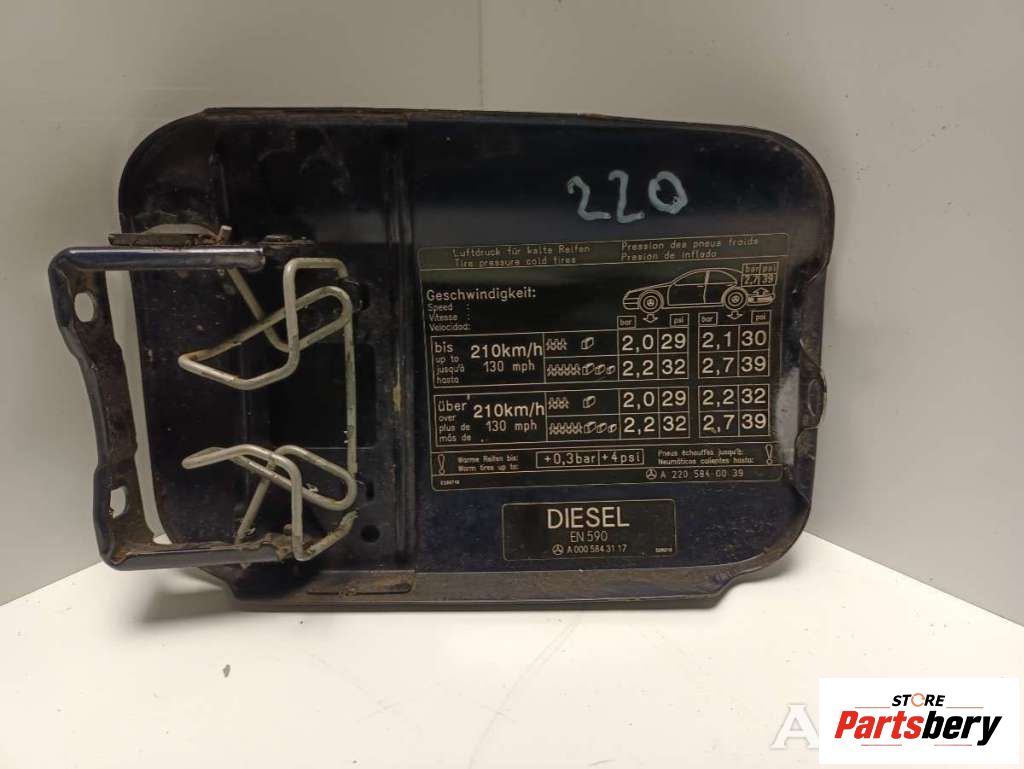 220
Luftdruck für kalte Reifen Pression des pneus froids
Tire pressure cold tires Presion de inflado
bar psi
2,7 39
Geschwindigkeit:
Speed :
Vitesse :
Velocidad:
bar psi bar psi
bis 210km/h 2,0 29 2,1 30
up to 130 mph
jusqu'à
hasta 2,2 32 2,7 39
über 210km/h 2,0 29 2,2 32
over 130 mph
plus de
más de 2,2 32 2,7 39
! Warme Reifen bis: +0,3bar +4psi Pneus échauffés jusqu'à: !
Warm tires up to: Neumáticos calientes hasta:
A 220 584 00 39
DIESEL
EN 590
A 000 584 31 17
STORE
Partsbery